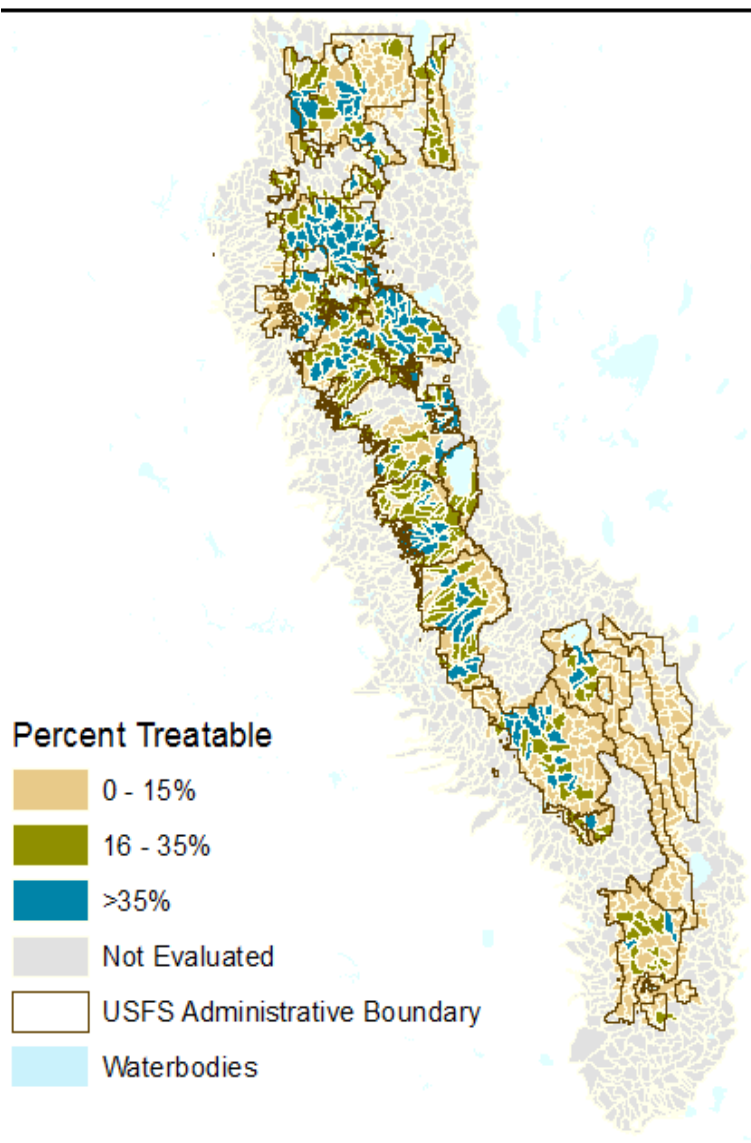 Percent Treatable
0 - 15%
16 - 35%
>35%
Not Evaluated
USFS Administrative Boundary
Waterbodies